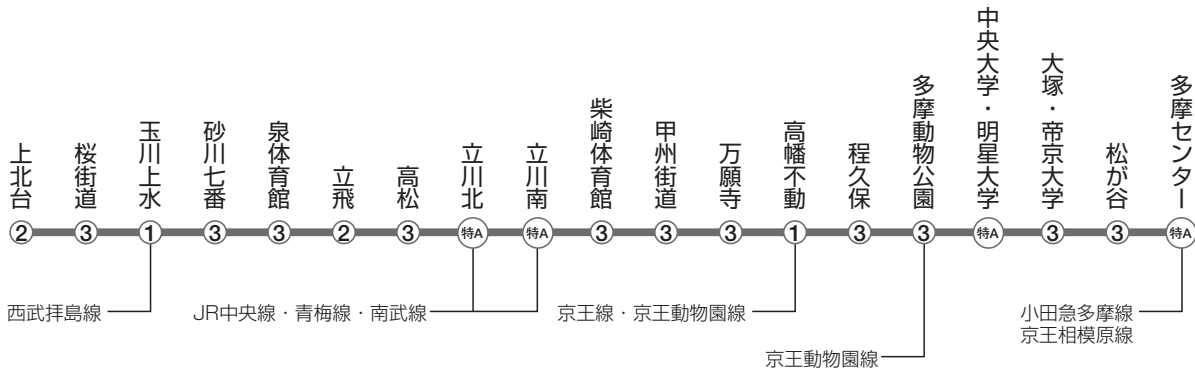 上北台
桜街道
玉川上水
砂川七番
泉体育館
立飛
高松
立川北
立川南
柴崎体育館
甲州街道
万願寺
高幡不動
程久保
多摩動物公園
中央大学・明星大学
大塚・帝京大学
松が谷
多摩センター
② ③ ① ③ ③ ② ③ 特A 特A ③ ③ ③ ① ③ ③ 特A ③ ③ 特A
西武拝島線
JR中央線・青梅線・南武線
京王線・京王動物園線
京王動物園線
小田急多摩線
京王相模原線